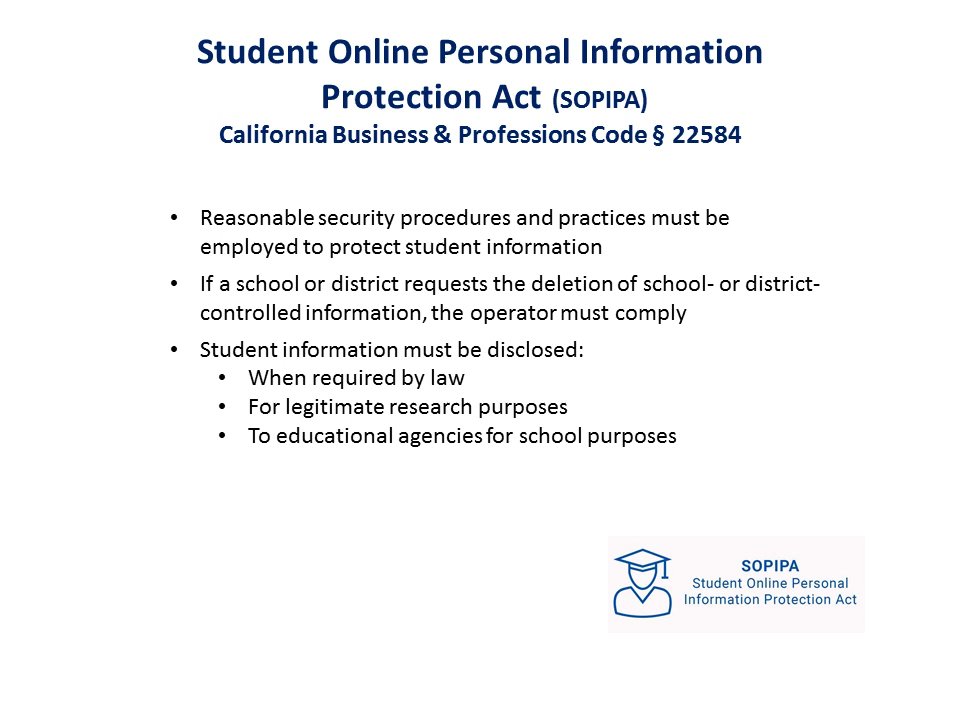 Student Online Personal Information
Protection Act (SOPIPA)
California Business & Professions Code § 22584
• Reasonable security procedures and practices must be
employed to protect student information
• If a school or district requests the deletion of school- or district-
controlled information, the operator must comply
• Student information must be disclosed:
• When required by law
• For legitimate research purposes
• To educational agencies for school purposes
SOPIPA
Student Online Personal
Information Protection Act